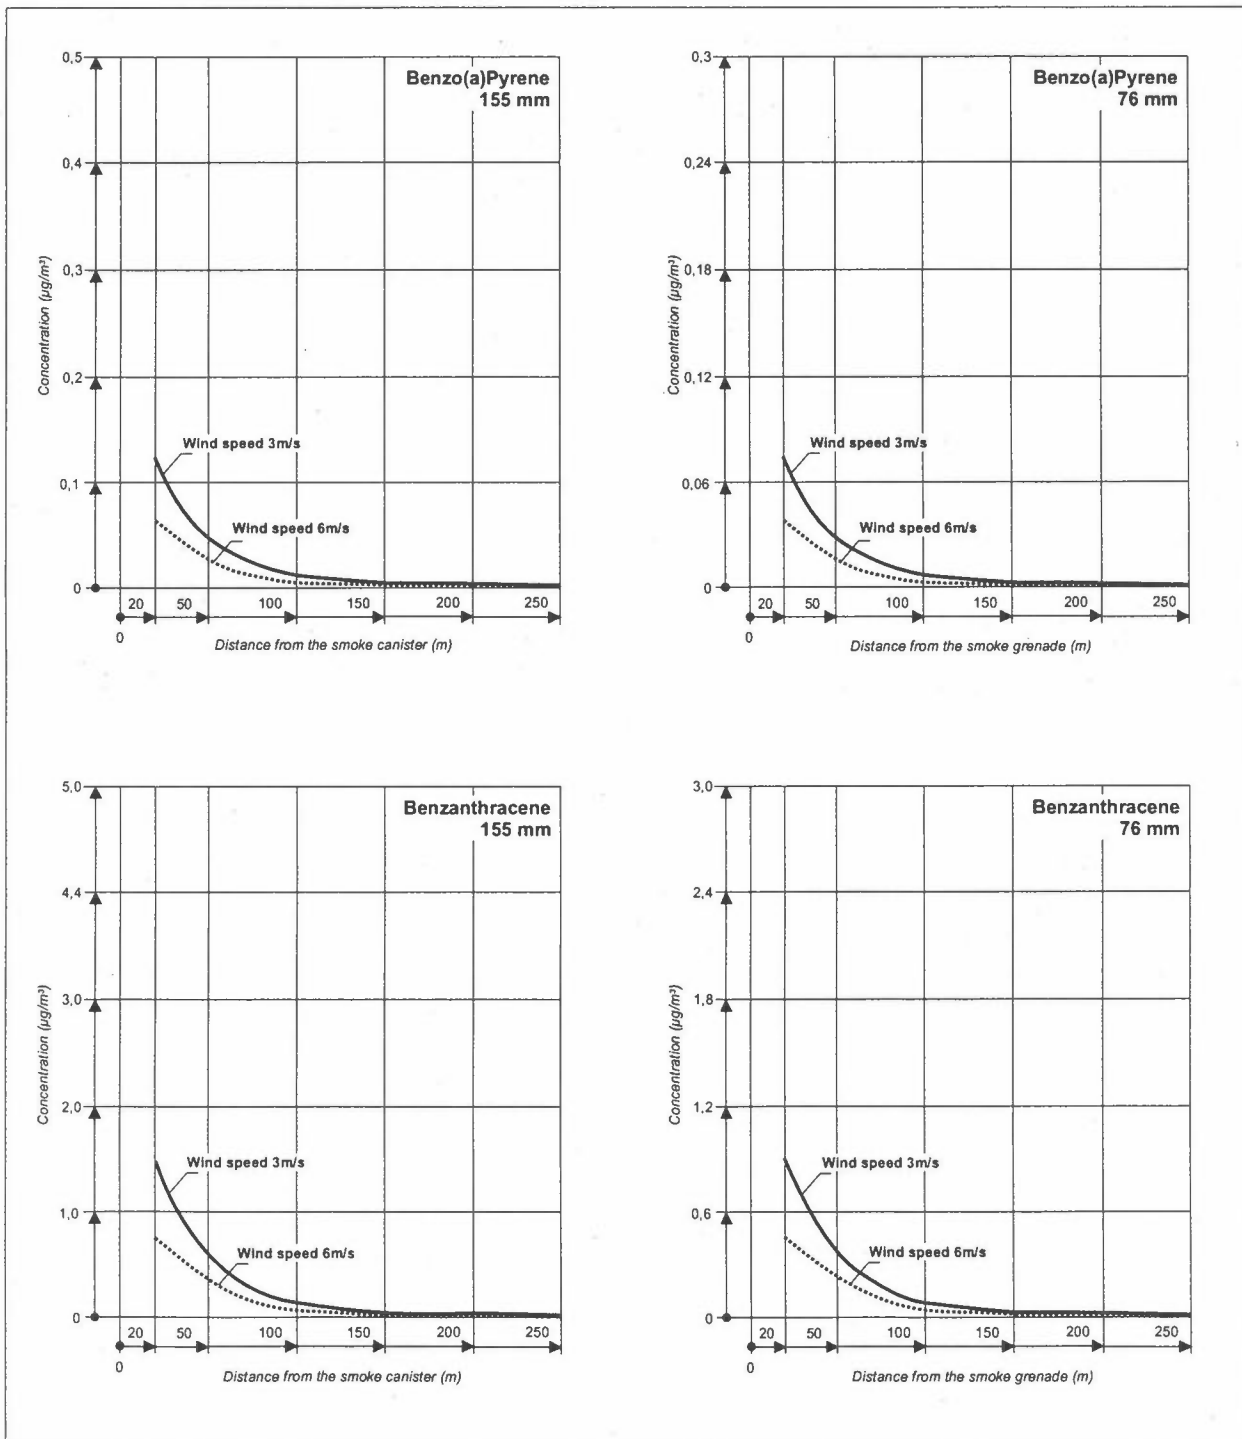 Benzo(a)Pyrene
155 mm
0,5
0,4
0,3
0,2
0,1
0
Concentration (µg/m³)
Wind speed 3m/s
Wind speed 6m/s
20 50 100 150 200 250
0
Distance from the smoke canister (m)
Benzo(a)Pyrene
76 mm
0,3
0,24
0,18
0,12
0,06
0
Concentration (µg/m³)
Wind speed 3m/s
Wind speed 6m/s
20 50 100 150 200 250
0
Distance from the smoke grenade (m)
Benzanthracene
155 mm
5,0
4,4
3,0
2,0
1,0
0
Concentration (µg/m³)
Wind speed 3m/s
Wind speed 6m/s
20 50 100 150 200 250
0
Distance from the smoke canister (m)
Benzanthracene
76 mm
3,0
2,4
1,8
1,2
0,6
0
Concentration (µg/m³)
Wind speed 3m/s
Wind speed 6m/s
20 50 100 150 200 250
0
Distance from the smoke grenade (m)